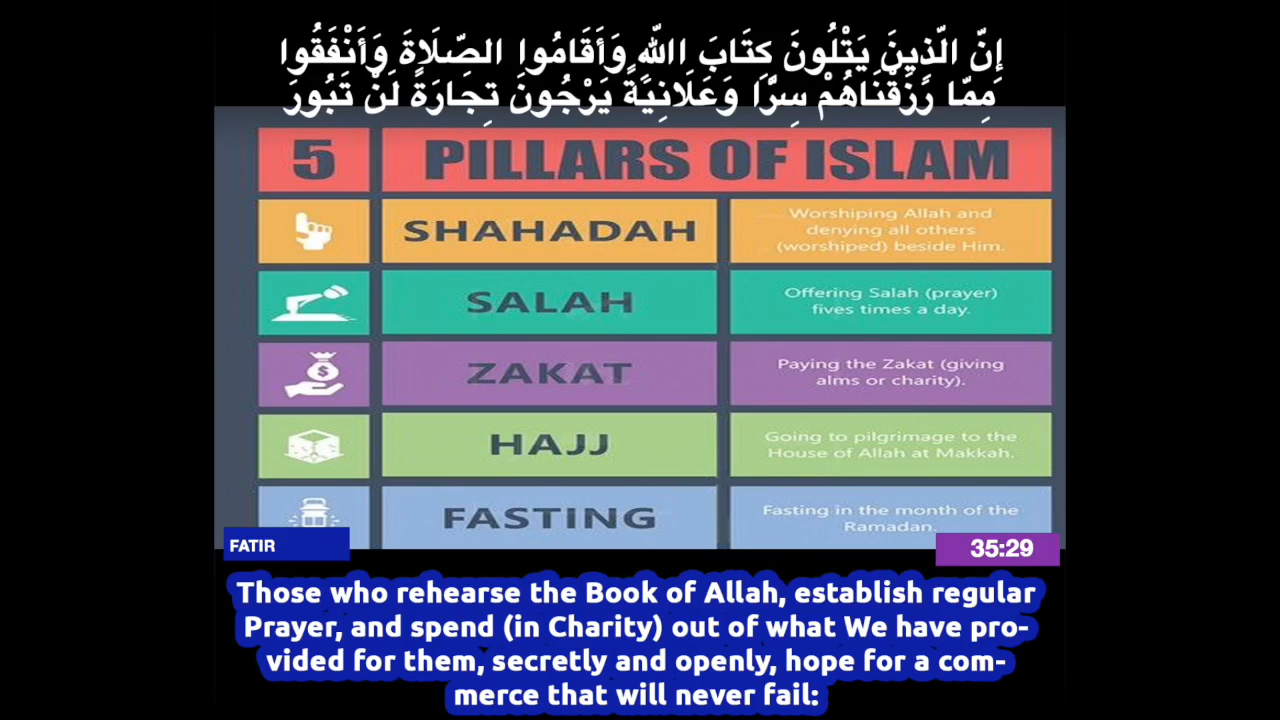 إِنّ الّذِينَ يَتْلُونَ كِتَابَ اللّهِ وَأَقَامُوا الصّلَاةَ وَأَنْفَقُوا
مِمّا رَزَقْنَاهُمْ سِرّا وَعَلَانِيَةً يَرْجُونَ تِجَارَةً لَنْ تَبُورَ
5 PILLARS OF ISLAM
SHAHADAH
Worshiping Allah and
denying all others
(worshiped) beside Him.
SALAH
Offering Salah (prayer)
fives times a day.
ZAKAT
Paying the Zakat (giving
alms or charity).
HAJJ
Going to pilgrimage to the
House of Allah at Makkah.
FASTING
Fasting in the month of the
Ramadan.
FATIR
35:29
Those who rehearse the Book of Allah, establish regular
Prayer, and spend (in Charity) out of what We have pro-
vided for them, secretly and openly, hope for a com-
merce that will never fail: